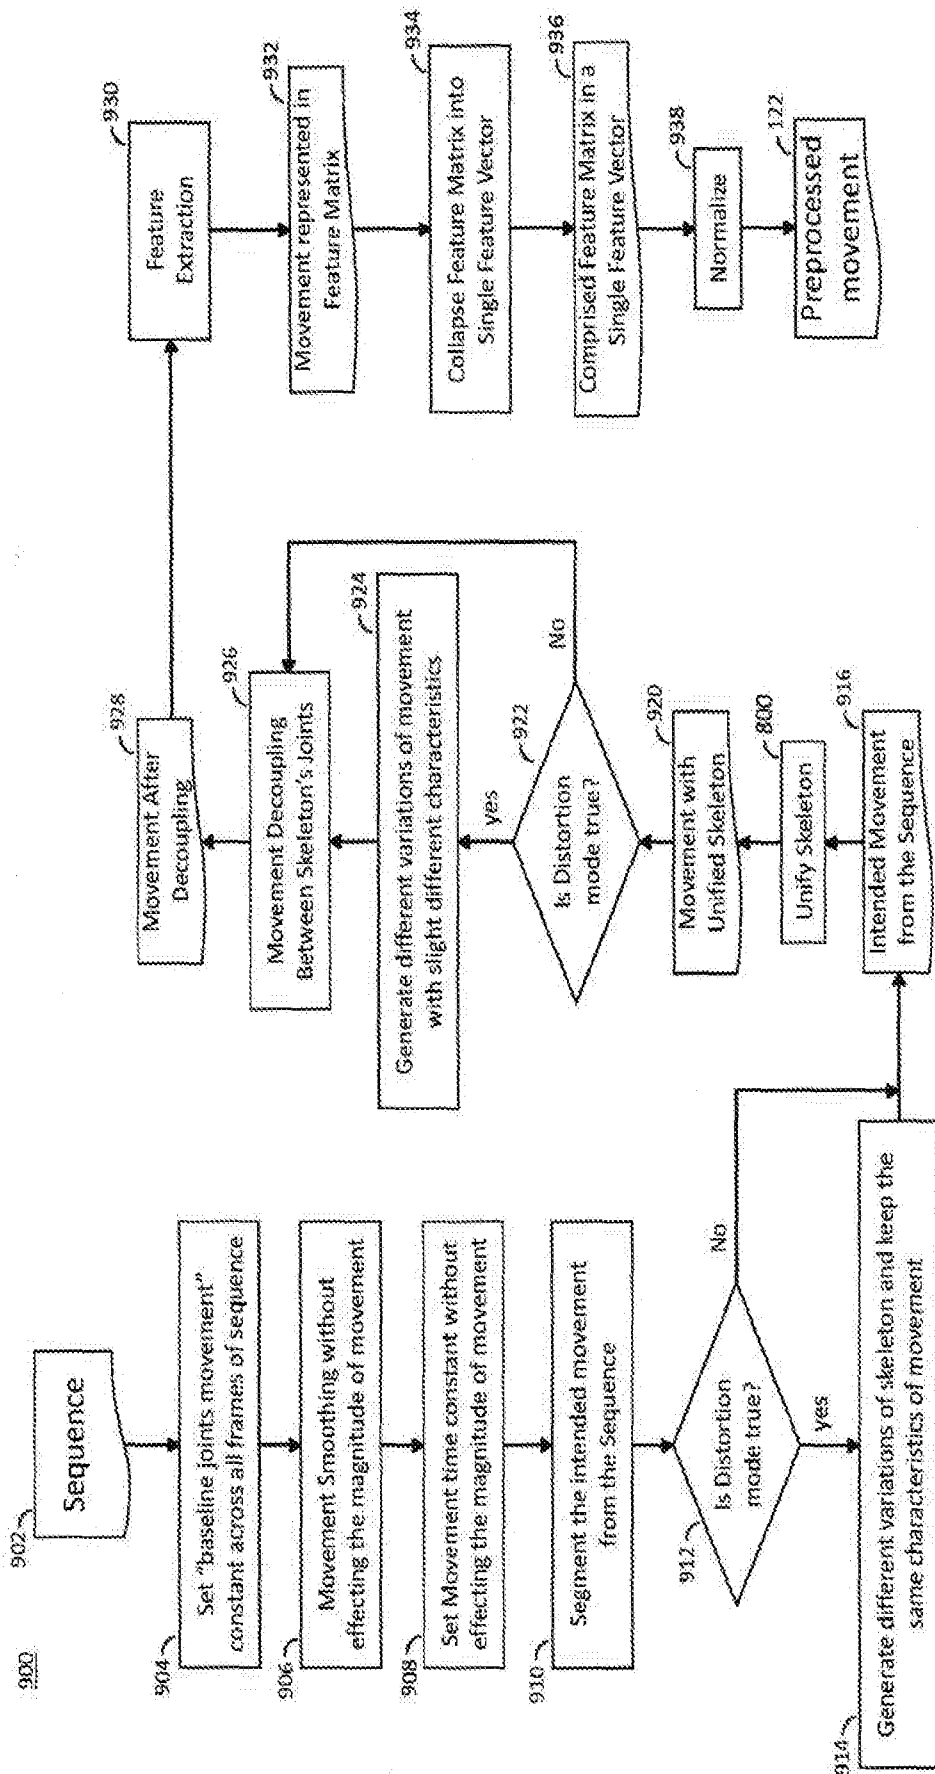 900
902
Sequence
904
Set "baseline joints movement"
constant across all frames of sequence
906
Movement Smoothing without
effecting the magnitude of movement
908
Set Movement time constant without
effecting the magnitude of movement
910
Segment the intended movement
from the Sequence
912
Is Distortion
mode true?
No
yes
914
Generate different variations of skeleton and keep the
same characteristics of movement
916
Intended Movement
from the Sequence
800
Unify Skeleton
920
Movement with
Unified Skeleton
922
Is Distortion
mode true?
No
yes
924
Generate different variations of movement
with slight different characteristics
926
Movement Decoupling
Between Skeleton's Joints
928
Movement After
Decoupling
930
Feature
Extraction
932
Movement represented in
Feature Matrix
934
Collapse Feature Matrix into
Single Feature Vector
936
Comprised Feature Matrix in a
Single Feature Vector
938
Normalize
122
Preprocessed
movement